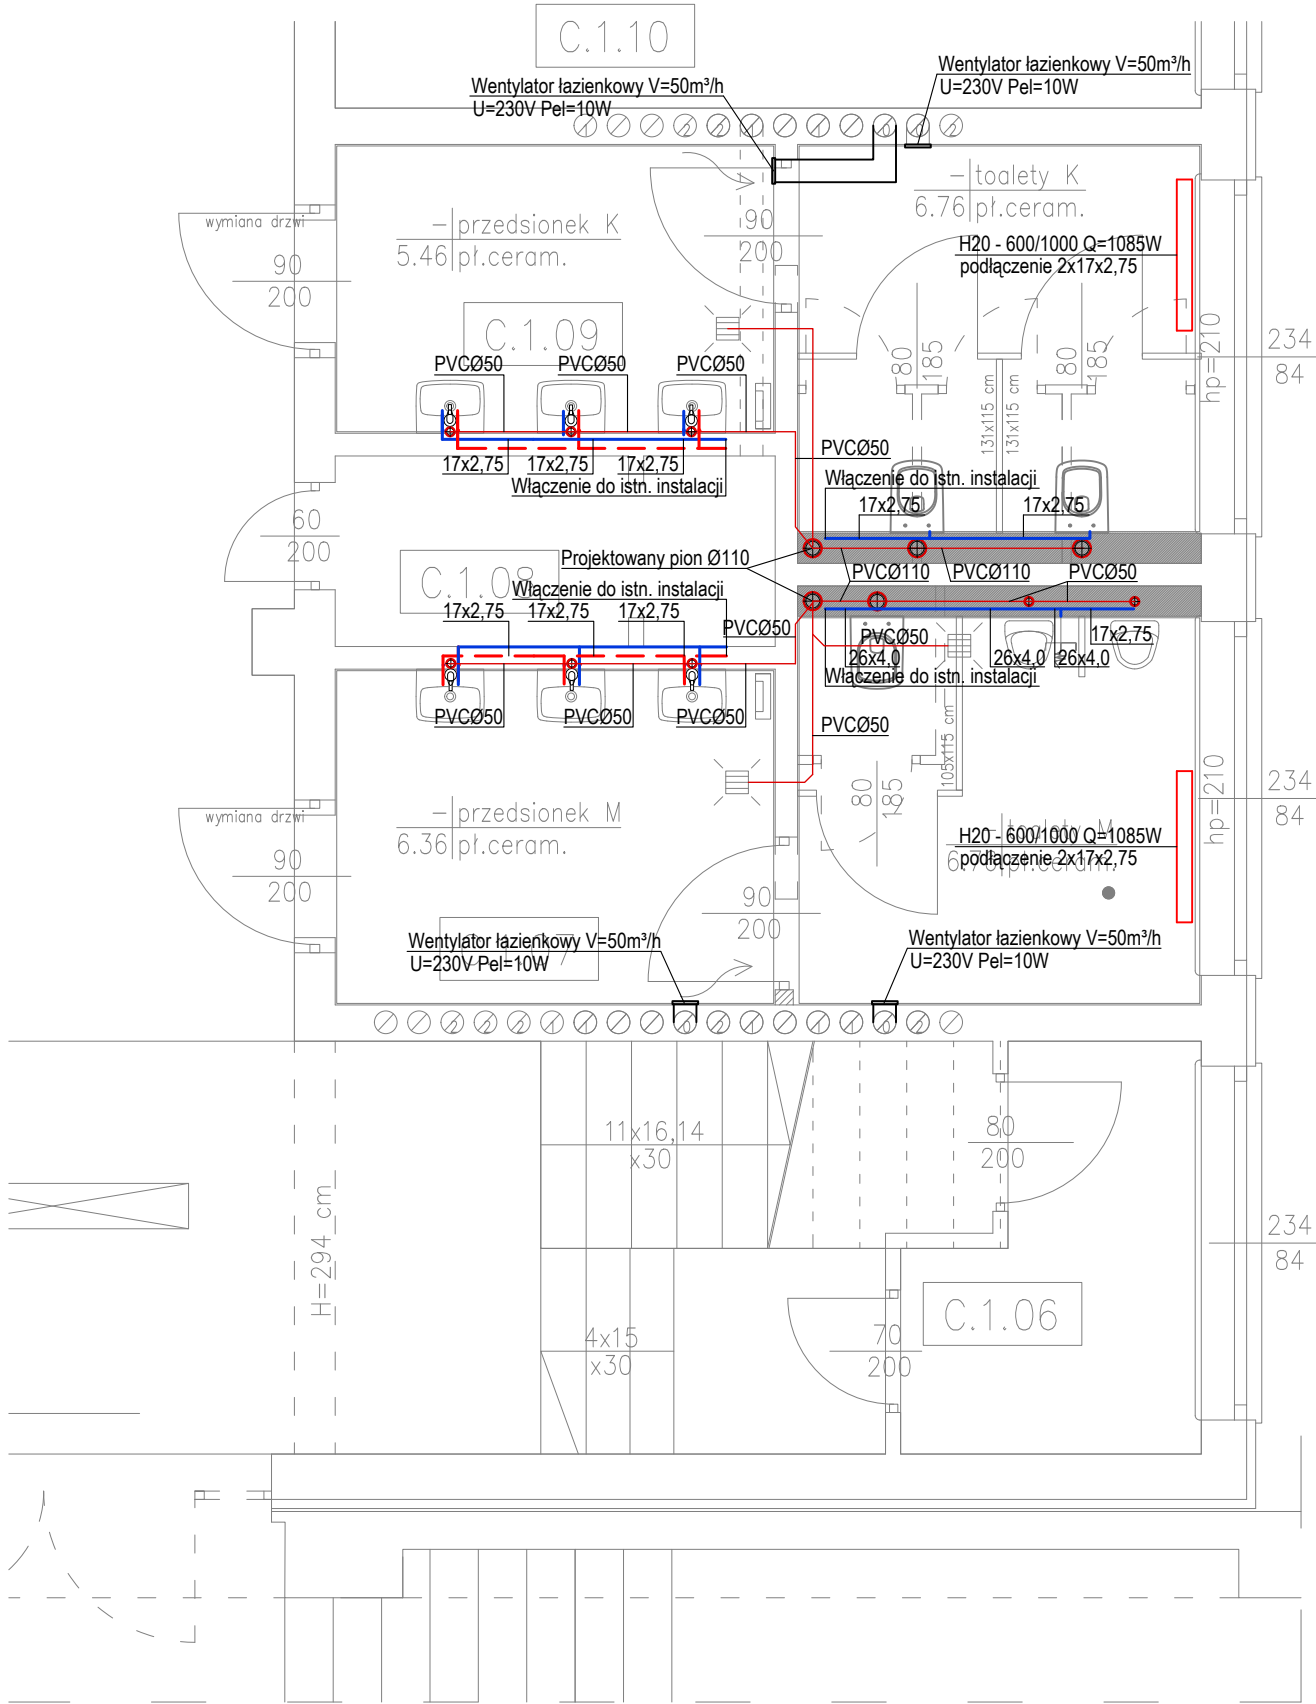 C.1.10
Wentylator łazienkowy V=50m³/h
U=230V Pel=10W
Wentylator łazienkowy V=50m³/h
U=230V Pel=10W
wymiana drzwi
90
200
– przedsionek K
5.46 pł.ceram.
90
200
– toalety K
6.76 pł.ceram.
H20 - 600/1000 Q=1085W
podłączenie 2x17x2,75
C.1.09
PVCØ50
PVCØ50
PVCØ50
80
185
80
185
131x115 cm
131x115 cm
hp=210
234
84
17x2,75
17x2,75
17x2,75
Włączenie do istn. instalacji
PVCØ50
Włączenie do istn. instalacji
17x2,75
17x2,75
60
200
C.1.08
Projektowany pion Ø110
PVCØ110
PVCØ110
PVCØ50
Włączenie do istn. instalacji
17x2,75
17x2,75
17x2,75
PVCØ50
PVCØ50
17x2,75
26x4,0
26x4,0
26x4,0
Włączenie do istn. instalacji
PVCØ50
PVCØ50
PVCØ50
PVCØ50
105x115 cm
80
185
hp=210
234
84
wymiana drzwi
90
200
– przedsionek M
6.36 pł.ceram.
90
200
– toalety M
H20 - 600/1000 Q=1085W
podłączenie 2x17x2,75
Wentylator łazienkowy V=50m³/h
U=230V Pel=10W
Wentylator łazienkowy V=50m³/h
U=230V Pel=10W
11x16,14
x30
80
200
H=294 cm
234
84
4x15
x30
70
200
C.1.06